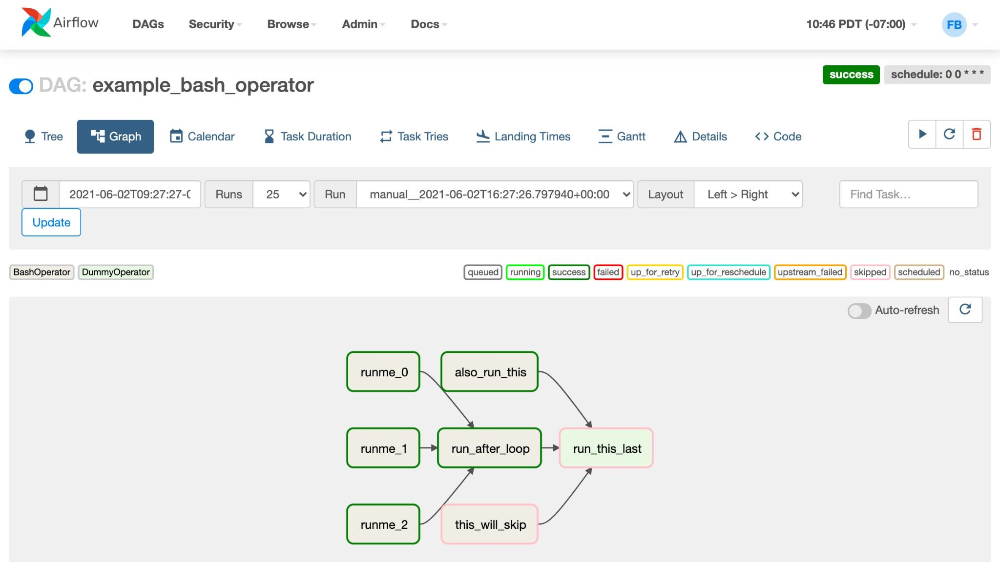 Airflow DAGs Security Browse Admin Docs 10:46 PDT (-07:00) FB
DAG: example_bash_operator success schedule: 0 0 * * *
Tree Graph Calendar Task Duration Task Tries Landing Times Gantt Details Code
2021-06-02T09:27:27-0 Runs 25 Run manual__2021-06-02T16:27:26.797940+00:00 Layout Left > Right Find Task...
Update
BashOperator DummyOperator queued running success failed up_for_retry up_for_reschedule upstream_failed skipped scheduled no_status
Auto-refresh
runme_0 also_run_this
runme_1 run_after_loop run_this_last
runme_2 this_will_skip